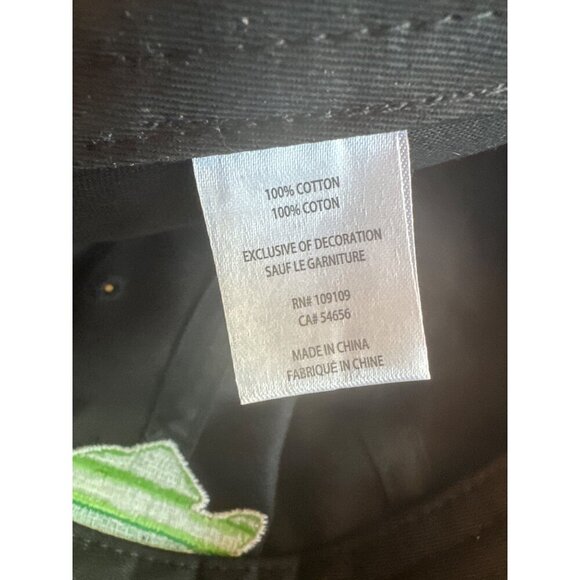 100% COTTON
100% COTON
EXCLUSIVE OF DECORATION
SAUF LE GARNITURE
RN# 109109
CA# 54656
MADE IN CHINA
FABRIQUÉ IN CHINE